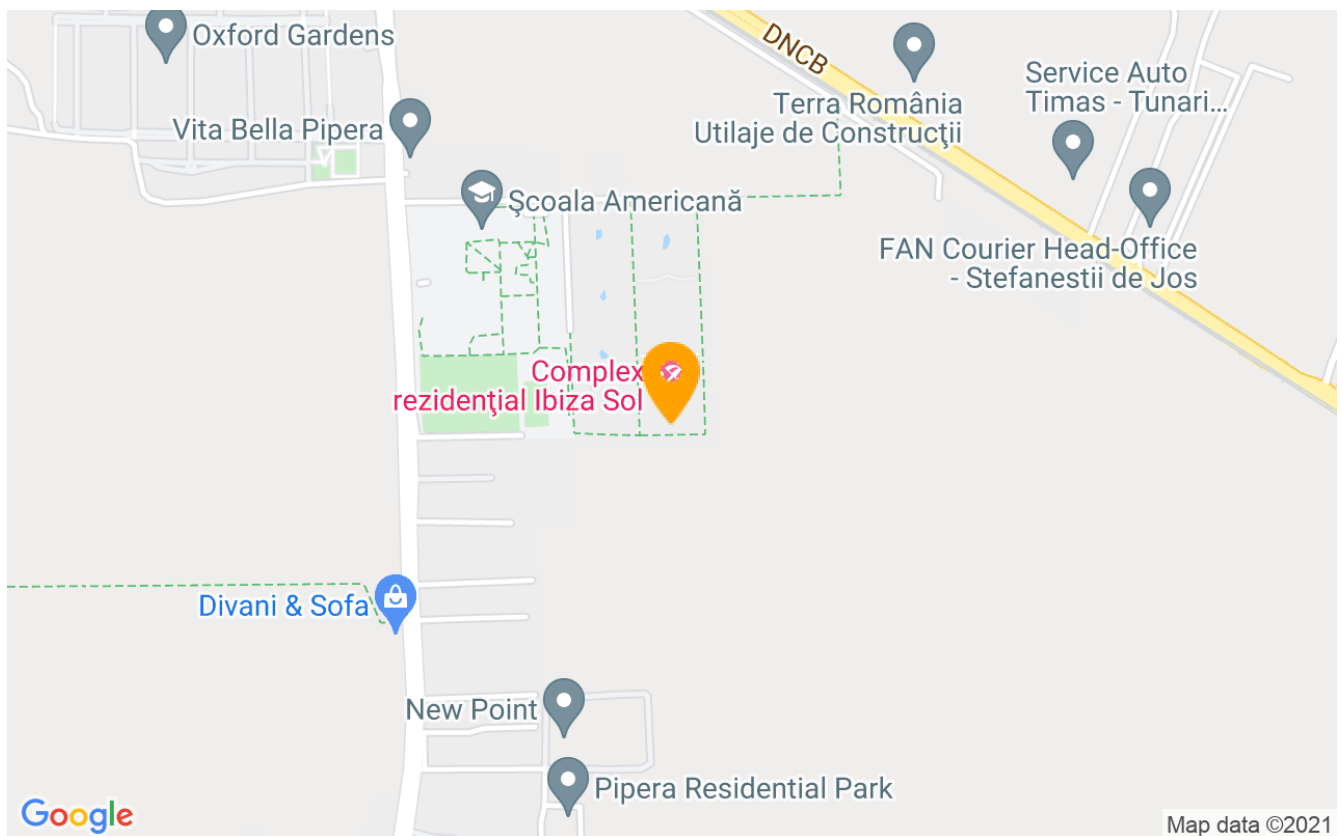 Oxford Gardens
DNCB
Service Auto
Timas - Tunari...
Terra România
Utilaje de Construcţii
Vita Bella Pipera
Şcoala Americană
FAN Courier Head-Office
- Stefanestii de Jos
Complex
rezidenţial Ibiza Sol
Divani & Sofa
New Point
Pipera Residential Park
Google
Map data ©2021